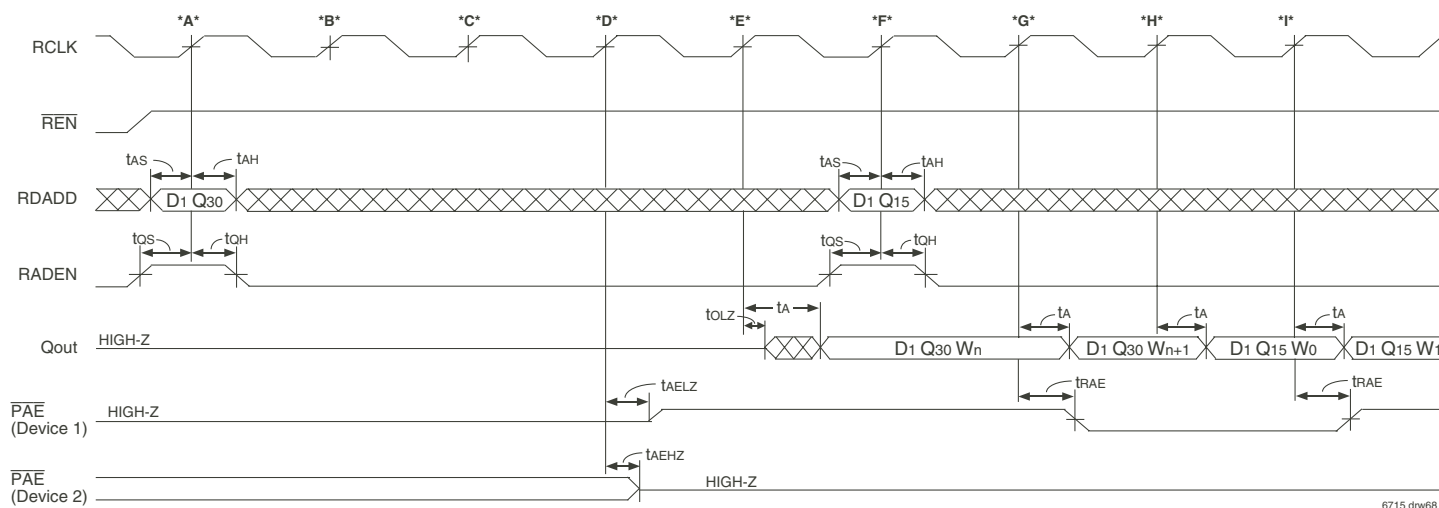 *A* *B* *C* *D* *E* *F* *G* *H* *I*
RCLK
REN
tAS tAH tAS tAH
RDADD D1 Q30 D1 Q15
tQS tQH tQS tQH
RADEN
tOLZ tA tA tA tA
Qout HIGH-Z D1 Q30 Wn D1 Q30 Wn+1 D1 Q15 W0 D1 Q15 W1
tAELZ tRAE tRAE
PAE HIGH-Z
(Device 1)
tAEHZ
PAE HIGH-Z
(Device 2)
6715 drw68